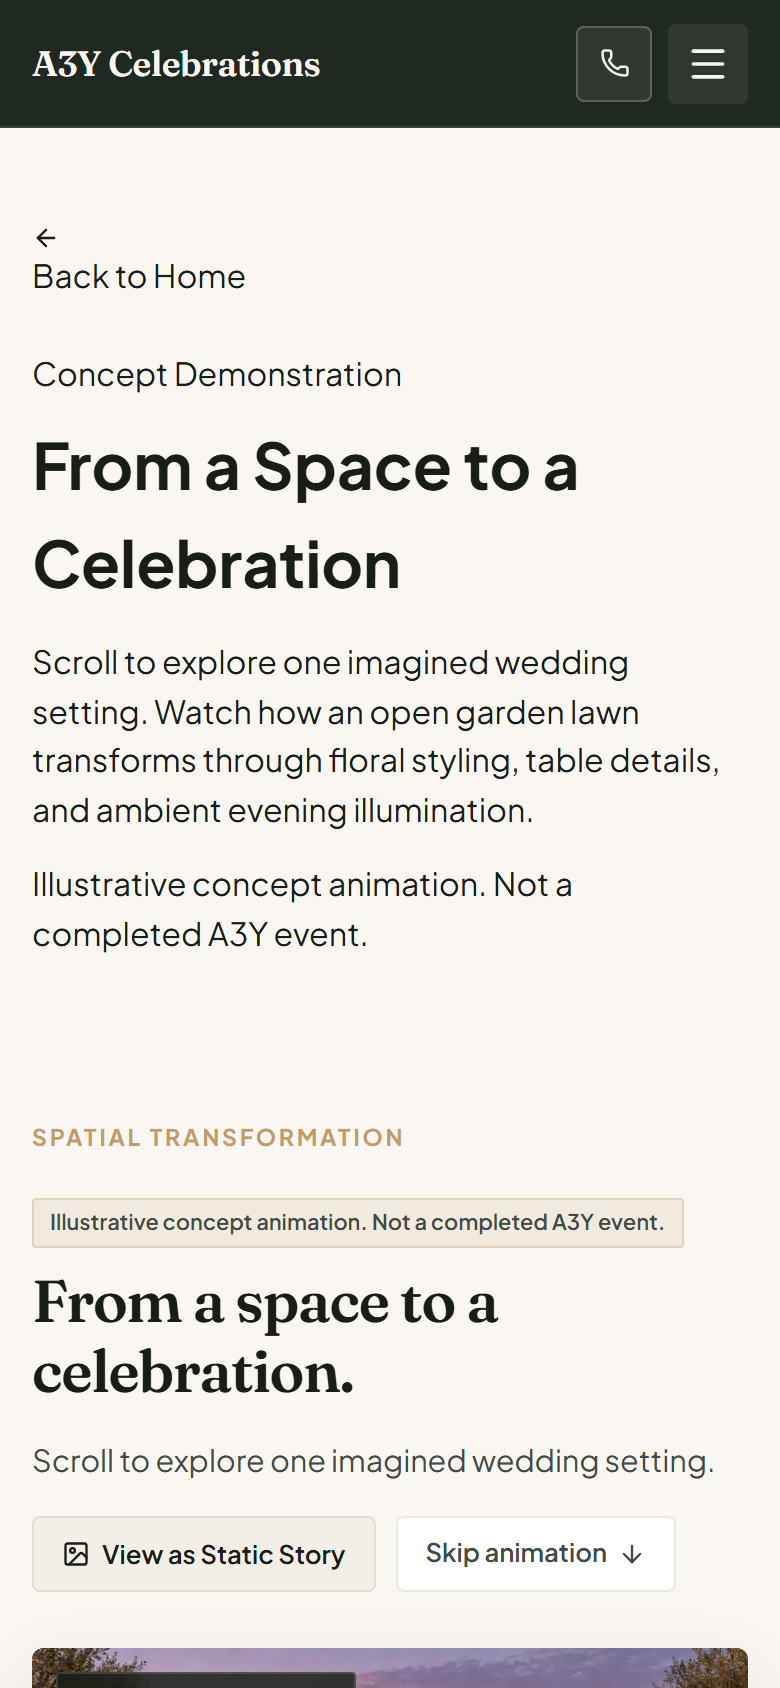 A3Y Celebrations
Back to Home
Concept Demonstration
From a Space to a
Celebration
Scroll to explore one imagined wedding
setting. Watch how an open garden lawn
transforms through floral styling, table details,
and ambient evening illumination.
Illustrative concept animation. Not a
completed A3Y event.
SPATIAL TRANSFORMATION
Illustrative concept animation. Not a completed A3Y event.
From a space to a
celebration.
Scroll to explore one imagined wedding setting.
View as Static Story
Skip animation